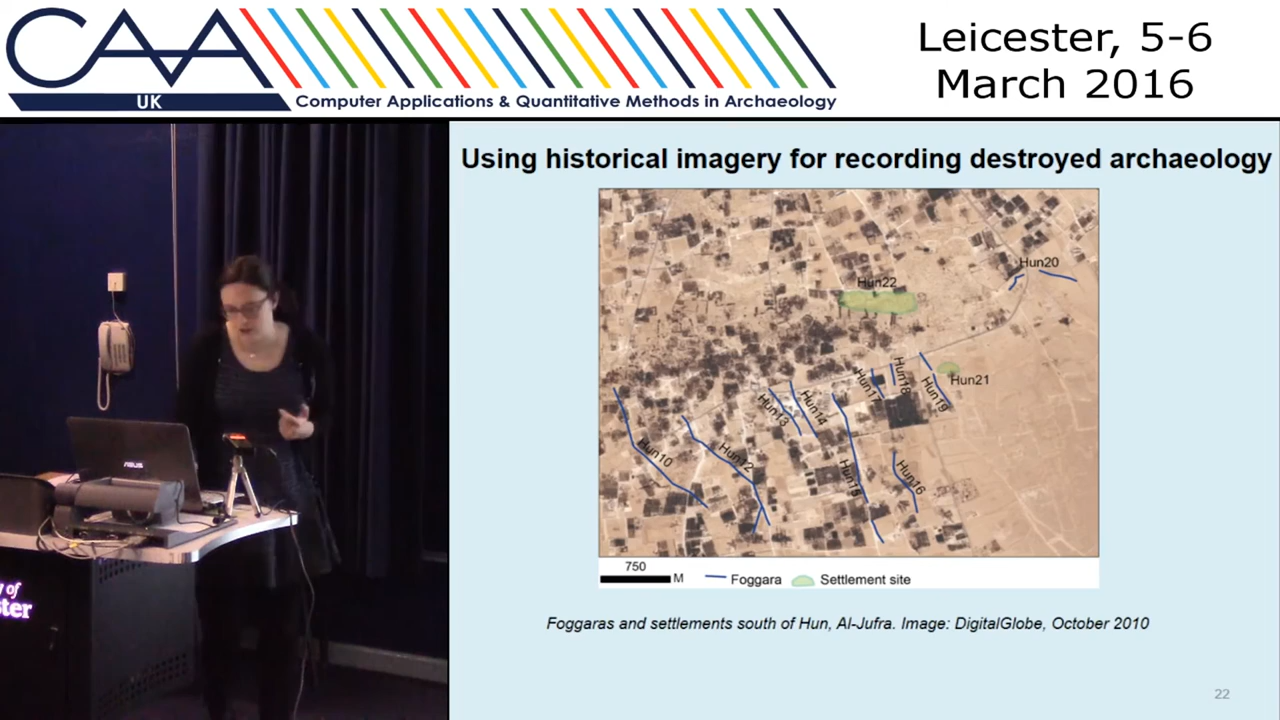 CAA
UK
Computer Applications & Quantitative Methods in Archaeology
Leicester, 5-6
March 2016
Using historical imagery for recording destroyed archaeology
Hun20
Hun22
Hun21
Hun17
Hun18
Hun19
Hun13
Hun14
Hun10
Hun12
Hun15
Hun16
750
M
Foggara
Settlement site
Foggaras and settlements south of Hun, Al-Jufra. Image: DigitalGlobe, October 2010
22
ASUS
y of
ster